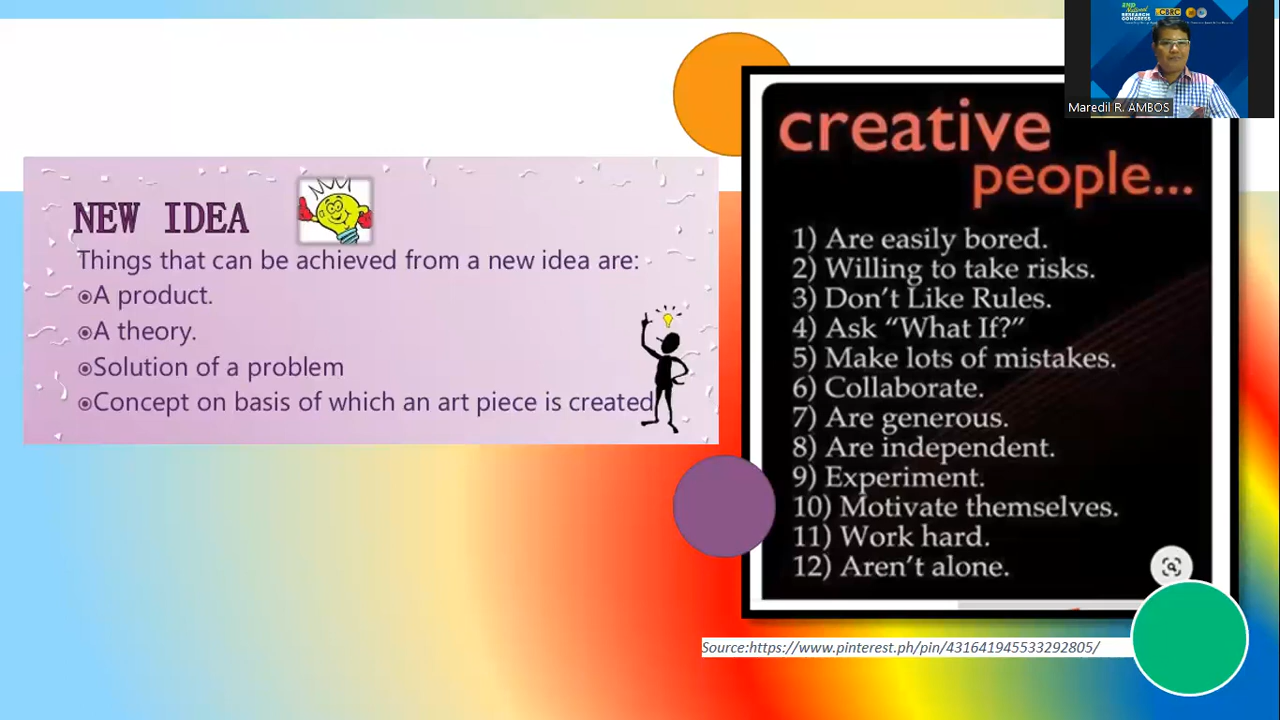 NEW IDEA
Things that can be achieved from a new idea are:
A product.
A theory.
Solution of a problem
Concept on basis of which an art piece is created
creative
people...
1) Are easily bored.
2) Willing to take risks.
3) Don't Like Rules.
4) Ask “What If?”
5) Make lots of mistakes.
6) Collaborate.
7) Are generous.
8) Are independent.
9) Experiment.
10) Motivate themselves.
11) Work hard.
12) Aren't alone.
Source:https://www.pinterest.ph/pin/431641945533292805/
National
RESEARCH
CONGRESS
CBRC
Maredil R. AMBOS